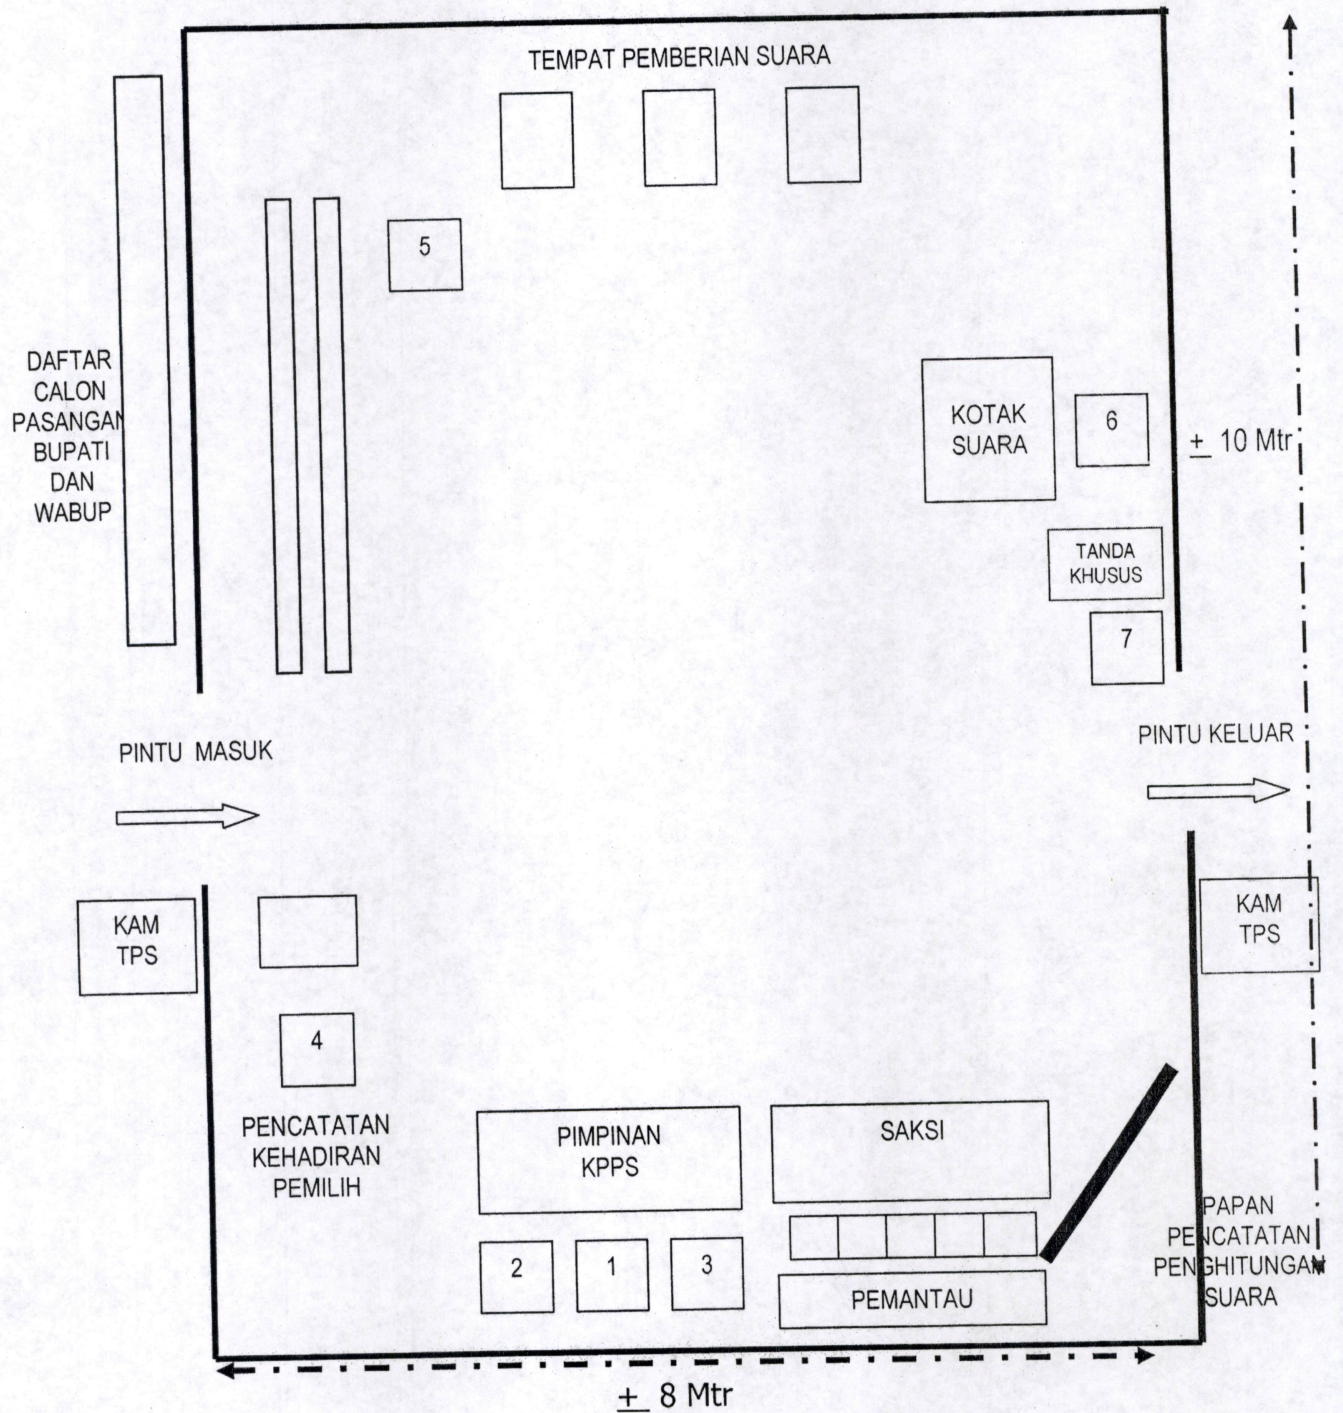 TEMPAT PEMBERIAN SUARA
5
DAFTAR
CALON
PASANGAN
BUPATI
DAN
WABUP
KOTAK
SUARA
6
+ 10 Mtr
TANDA
KHUSUS
7
PINTU MASUK
PINTU KELUAR
KAM
TPS
KAM
TPS
4
PENCATATAN
KEHADIRAN
PEMILIH
PIMPINAN
KPPS
SAKSI
2
1
3
PEMANTAU
PAPAN
PENCATATAN
PENGHITUNGAN
SUARA
+ 8 Mtr